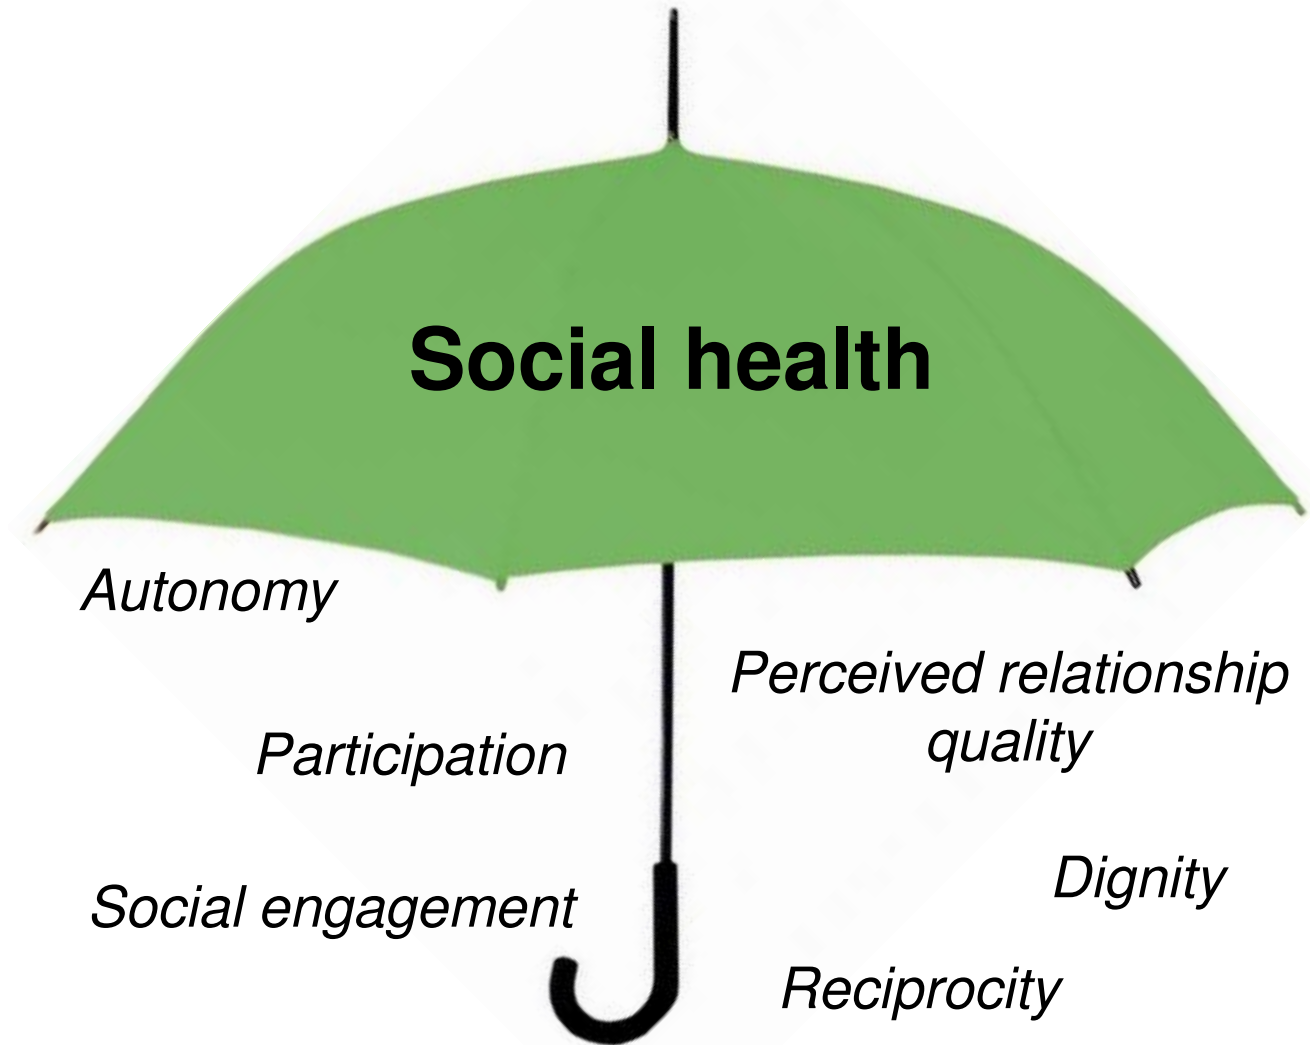 Social health
Autonomy
Perceived relationship
quality
Participation
Dignity
Social engagement
Reciprocity